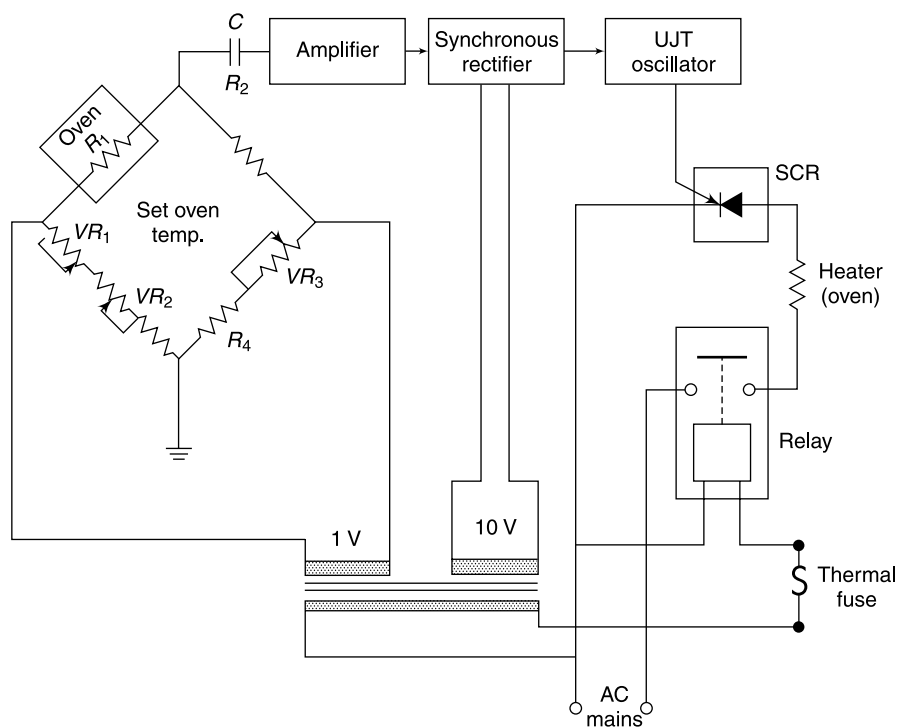 C
R2
Amplifier
Synchronous
rectifier
UJT
oscillator
Oven
R1
SCR
Set oven
temp.
VR1
VR2
VR3
R4
Heater
(oven)
Relay
1 V
10 V
Thermal
fuse
AC
mains